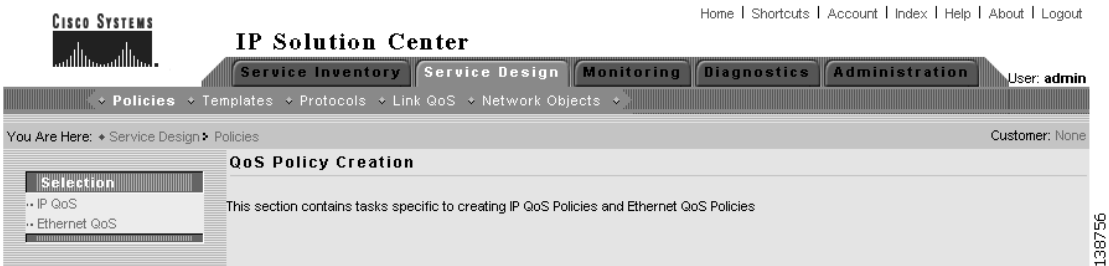 Home | Shortcuts | Account | Index | Help | About | Logout
CISCO SYSTEMS
IP Solution Center
Service Inventory Service Design Monitoring Diagnostics Administration
User: admin
Policies Templates Protocols Link QoS Network Objects
You Are Here: Service Design Policies Customer: None
QoS Policy Creation
Selection
IP QoS
Ethernet QoS
This section contains tasks specific to creating IP QoS Policies and Ethernet QoS Policies
138756